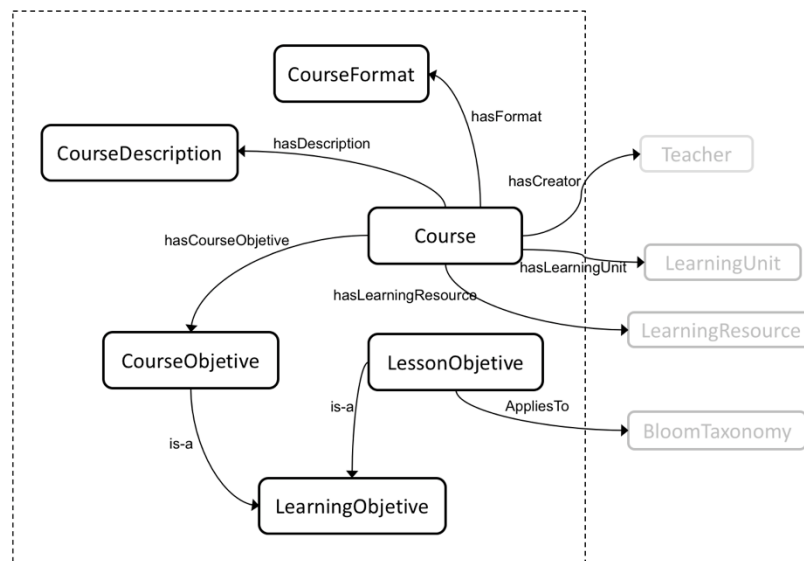 CourseFormat
hasFormat
hasDescription
CourseDescription
Teacher
hasCreator
Course
hasCourseObjetive
hasLearningUnit
LearningUnit
hasLearningResource
LearningResource
CourseObjetive
LessonObjetive
is-a
AppliesTo
BloomTaxonomy
is-a
LearningObjetive